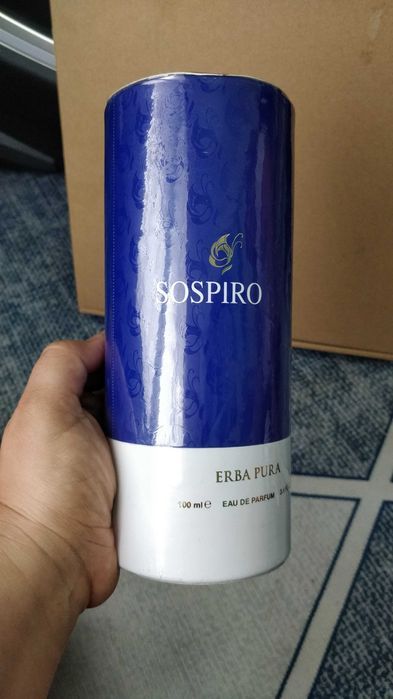 SOSPIRO
ERBA PURA
100 ml ℮ EAU DE PARFUM